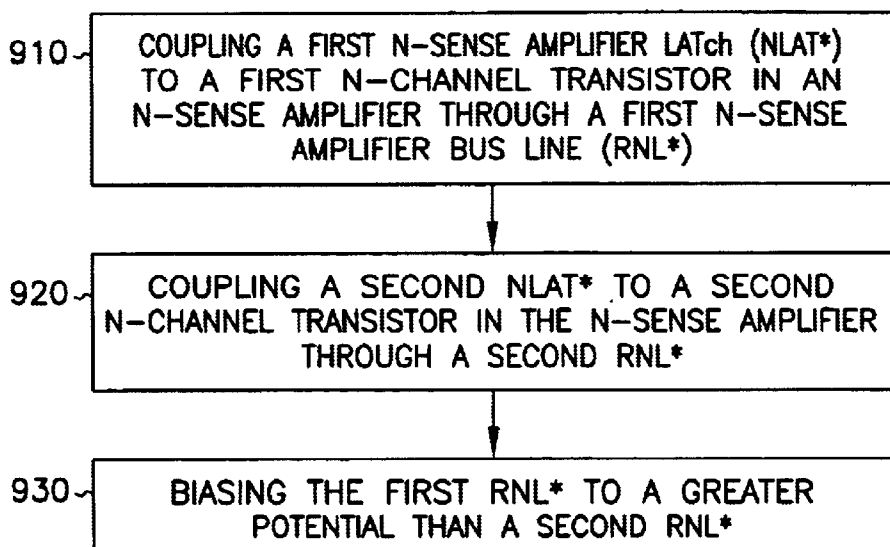 910
COUPLING A FIRST N-SENSE AMPLIFIER LATch (NLAT*)
TO A FIRST N-CHANNEL TRANSISTOR IN AN
N-SENSE AMPLIFIER THROUGH A FIRST N-SENSE
AMPLIFIER BUS LINE (RNL*)
920
COUPLING A SECOND NLAT* TO A SECOND
N-CHANNEL TRANSISTOR IN THE N-SENSE AMPLIFIER
THROUGH A SECOND RNL*
930
BIASING THE FIRST RNL* TO A GREATER
POTENTIAL THAN A SECOND RNL*